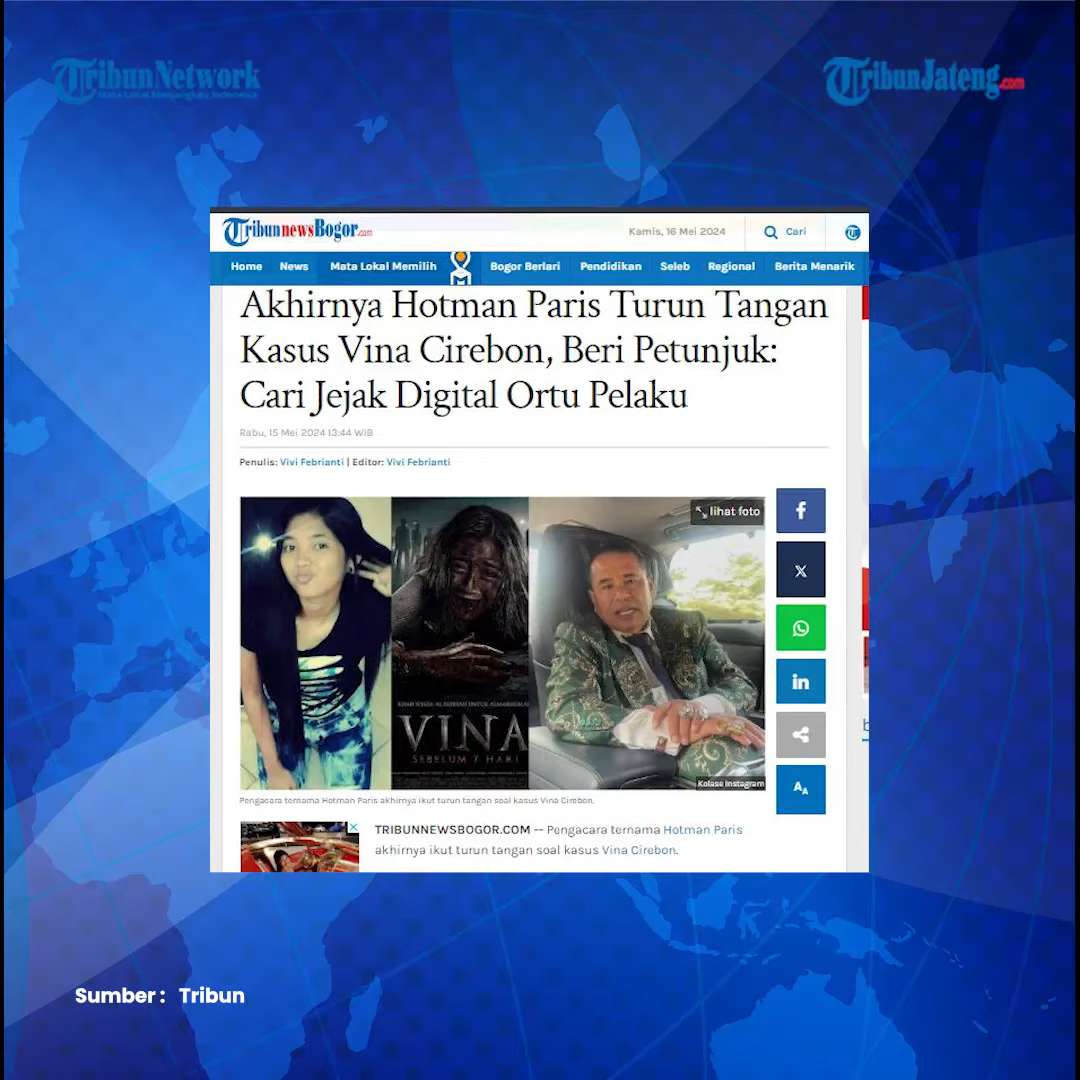 TribunNetwork
Mata Lokal Menjangkau Indonesia
TribunJateng.com
TribunnewsBogor.com
Kamis, 16 Mei 2024
Cari
Home News Mata Lokal Memilih Bogor Berlari Pendidikan Seleb Regional Berita Menarik
Akhirnya Hotman Paris Turun Tangan
Kasus Vina Cirebon, Beri Petunjuk:
Cari Jejak Digital Ortu Pelaku
Rabu, 15 Mei 2024 13:44 WIB
Penulis: Vivi Febrianti | Editor: Vivi Febrianti
lihat foto
VINA
SEBELUM 7 HARI
Kolase Instagram
Pengacara ternama Hotman Paris akhirnya ikut turun tangan soal kasus Vina Cirebon.
TRIBUNNEWSBOGOR.COM -- Pengacara ternama Hotman Paris
akhirnya ikut turun tangan soal kasus Vina Cirebon.
Sumber : Tribun